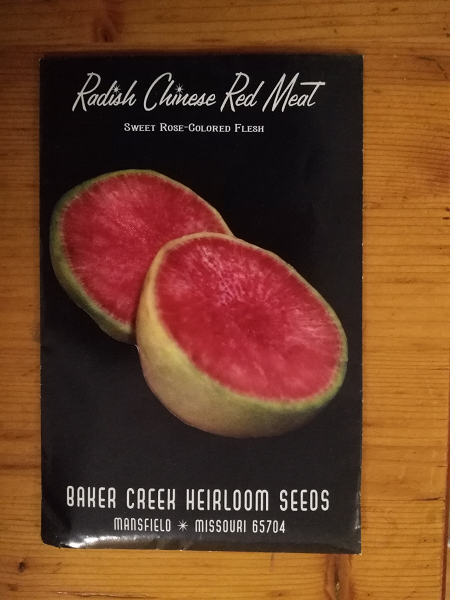 Radish Chinese Red Meat
Sweet Rose-Colored Flesh
BAKER CREEK HEIRLOOM SEEDS
MANSFIELD * MISSOURI 65704